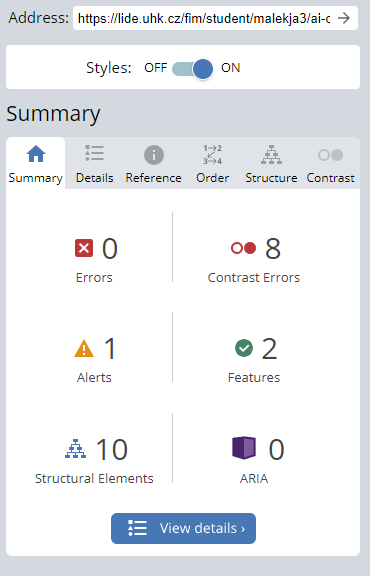 Address: https://lide.uhk.cz/fim/student/malekja3/ai-c
Styles: OFF ON
Summary
1→2
3→4
Summary Details Reference Order Structure Contrast
0 8
Errors Contrast Errors
1 2
Alerts Features
10 0
Structural Elements ARIA
View details ›